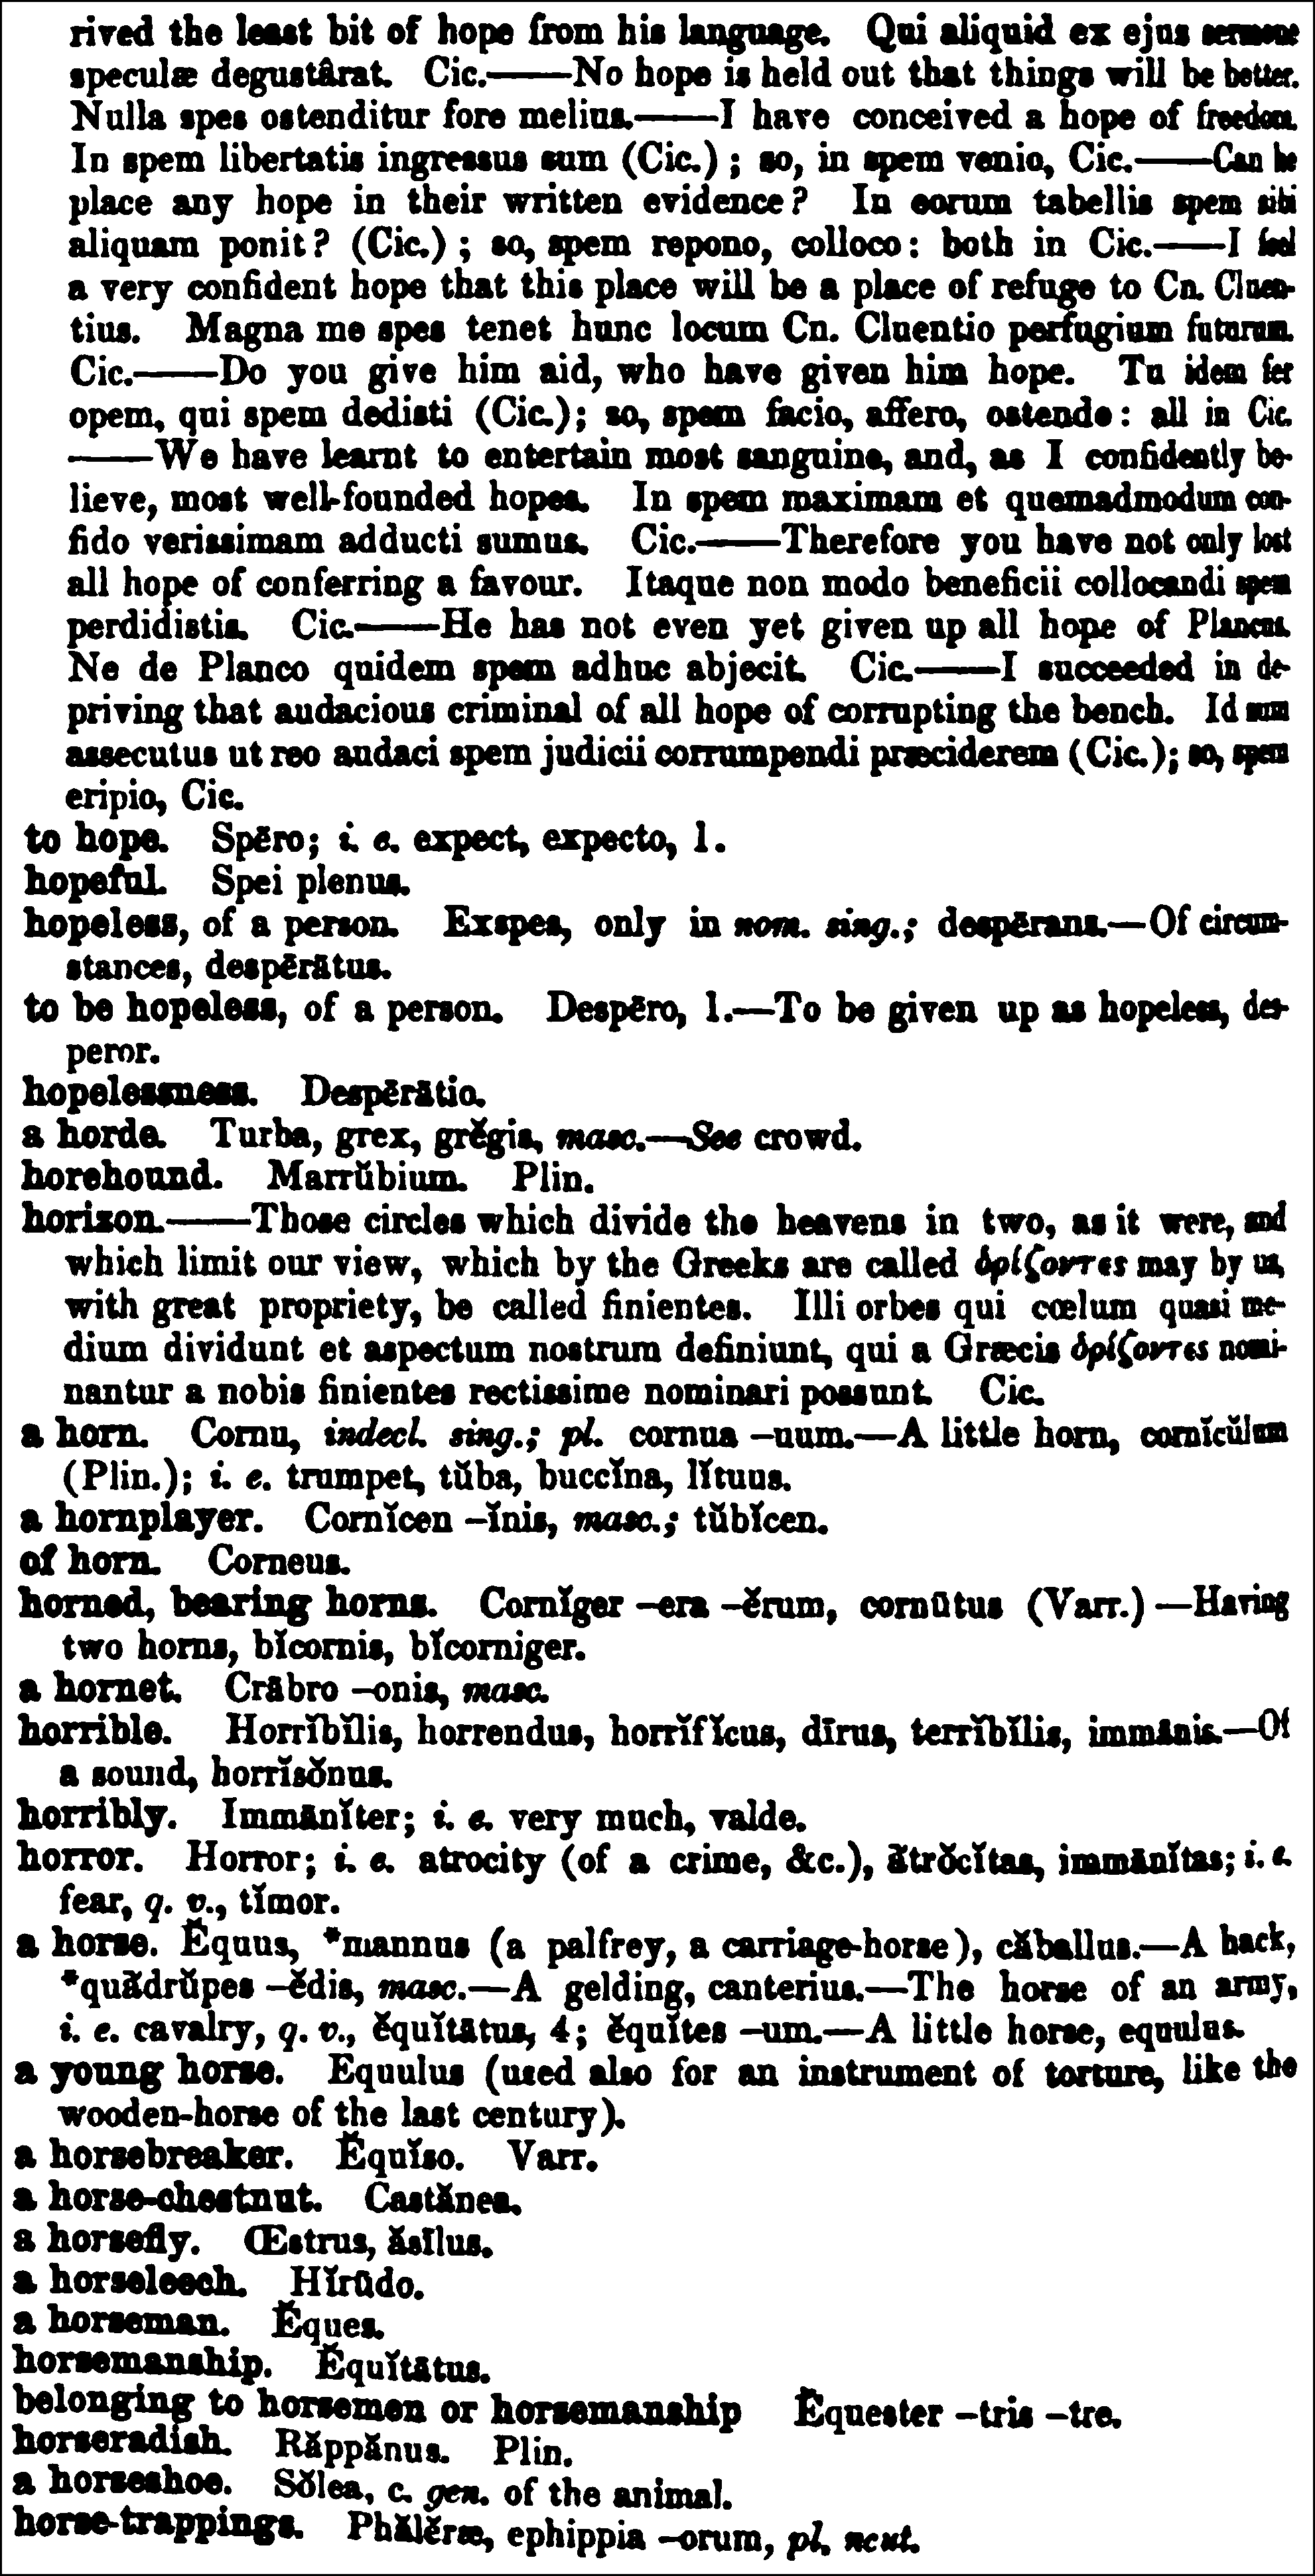 rived the least bit of hope from his language. Qui aliquid ex ejus sermone
speculæ degustârat. Cic.——No hope is held out that things will be better.
Nulla spes ostenditur fore melius.——I have conceived a hope of freedom.
In spem libertatis ingressus sum (Cic.); so, in spem venio, Cic.——Can he
place any hope in their written evidence? In eorum tabellis spem sibi
aliquam ponit? (Cic.); so, spem repono, colloco: both in Cic.——I feel
a very confident hope that this place will be a place of refuge to Cn. Cluen-
tius. Magna me spes tenet hunc locum Cn. Cluentio perfugium futurum.
Cic.——Do you give him aid, who have given him hope. Tu idem fer
opem, qui spem dedisti (Cic.); so, spem facio, affero, ostendo: all in Cic.
——We have learnt to entertain most sanguine, and, as I confidently be-
lieve, most well-founded hopes. In spem maximam et quemadmodum con-
fido verissimam adducti sumus. Cic.——Therefore you have not only lost
all hope of conferring a favour. Itaque non modo beneficii collocandi spem
perdidistis. Cic.——He has not even yet given up all hope of Plancus.
Ne de Planco quidem spem adhuc abjecit. Cic.——I succeeded in de-
priving that audacious criminal of all hope of corrupting the bench. Id sum
assecutus ut reo audaci spem judicii corrumpendi præciderem (Cic.); so, spem
eripio, Cic.
to hope. Spēro; i. e. expect, expecto, 1.
hopeful. Spei plenus.
hopeless, of a person. Exspes, only in nom. sing.; despērans.—Of circum-
stances, despērātus.
to be hopeless, of a person. Despēro, 1.—To be given up as hopeless, des-
peror.
hopelessness. Despērātio.
a horde. Turba, grex, grĕgis, masc.—See crowd.
horehound. Marrŭbium. Plin.
horizon.——Those circles which divide the heavens in two, as it were, and
which limit our view, which by the Greeks are called ὁρίζοντες may by us,
with great propriety, be called finientes. Illi orbes qui cœlum quasi me-
dium dividunt et aspectum nostrum definiunt, qui a Græcis ὁρίζοντες nomi-
nantur a nobis finientes rectissime nominari possunt. Cic.
a horn. Cornu, indecl. sing.; pl. cornua –uum.—A little horn, cornĭcŭlum
(Plin.); i. e. trumpet, tŭba, buccĭna, lĭtuus.
a hornplayer. Cornĭcen –ĭnis, masc.; tŭbĭcen.
of horn. Corneus.
horned, bearing horns. Cornĭger –era –ĕrum, cornūtus (Varr.)—Having
two horns, bĭcornis, bĭcorniger.
a hornet. Crābro –onis, masc.
horrible. Horrĭbĭlis, horrendus, horrĭfĭcus, dīrus, terrĭbĭlis, immānis.—Of
a sound, horrĭsŏnus.
horribly. Immānĭter; i. e. very much, valde.
horror. Horror; i. e. atrocity (of a crime, &c.), ătrŏcĭtas, immānĭtas; i. e.
fear, q. v., tĭmor.
a horse. Ĕquus, *mannus (a palfrey, a carriage-horse), căballus.—A hack,
*quădrŭpes –ĕdis, masc.—A gelding, canterius.—The horse of an army,
i. e. cavalry, q. v., ĕquĭtātus, 4; ĕquĭtes –um.—A little horse, equulus.
a young horse. Equulus (used also for an instrument of torture, like the
wooden-horse of the last century).
a horsebreaker. Ĕquĭso. Varr.
a horse-chestnut. Castănea.
a horsefly. Œstrus, ăsīlus.
a horseleech. Hĭrūdo.
a horseman. Ĕques.
horsemanship. Ĕquĭtātus.
belonging to horsemen or horsemanship Ĕquester –tris –tre.
horseradish. Răppănus. Plin.
a horseshoe. Sŏlea, c. gen. of the animal.
horse-trappings. Phălĕræ, ephippia –orum, pl. neut.